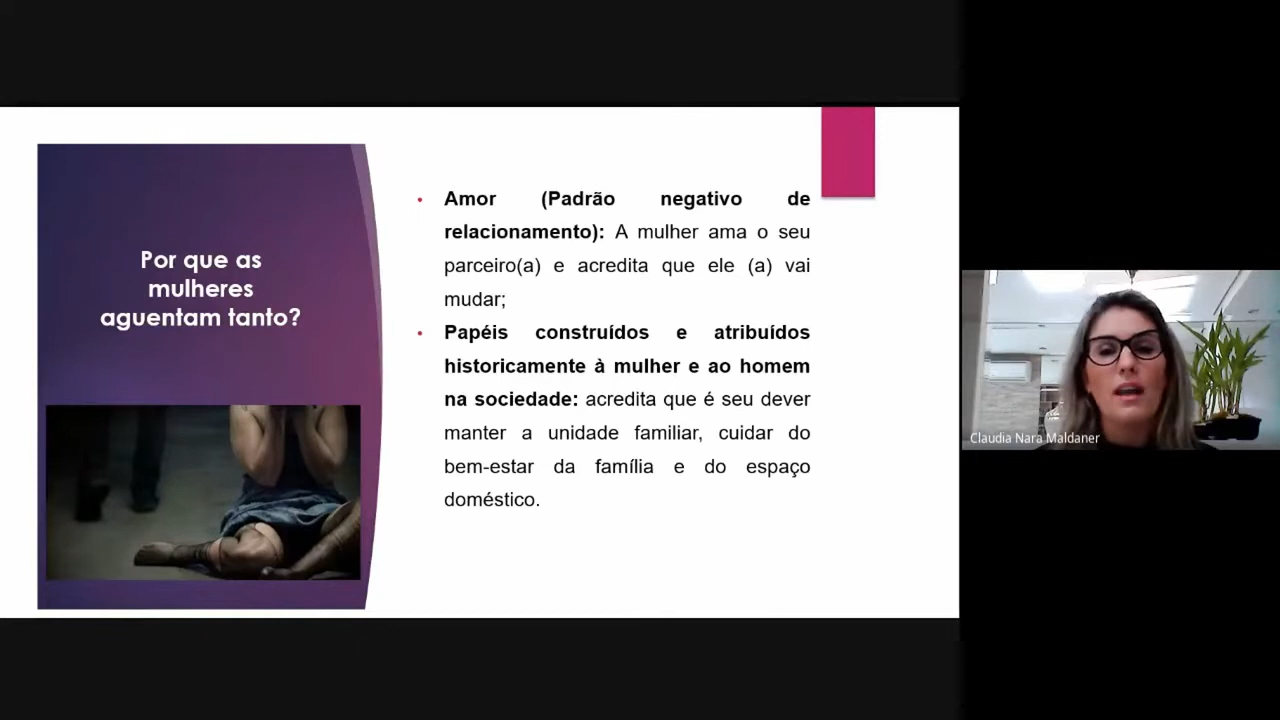 Por que as
mulheres
aguentam tanto?
• Amor (Padrão negativo de
relacionamento): A mulher ama o seu
parceiro(a) e acredita que ele (a) vai
mudar;
• Papéis construídos e atribuídos
historicamente à mulher e ao homem
na sociedade: acredita que é seu dever
manter a unidade familiar, cuidar do
bem-estar da família e do espaço
doméstico.
Claudia Nara Maldaner